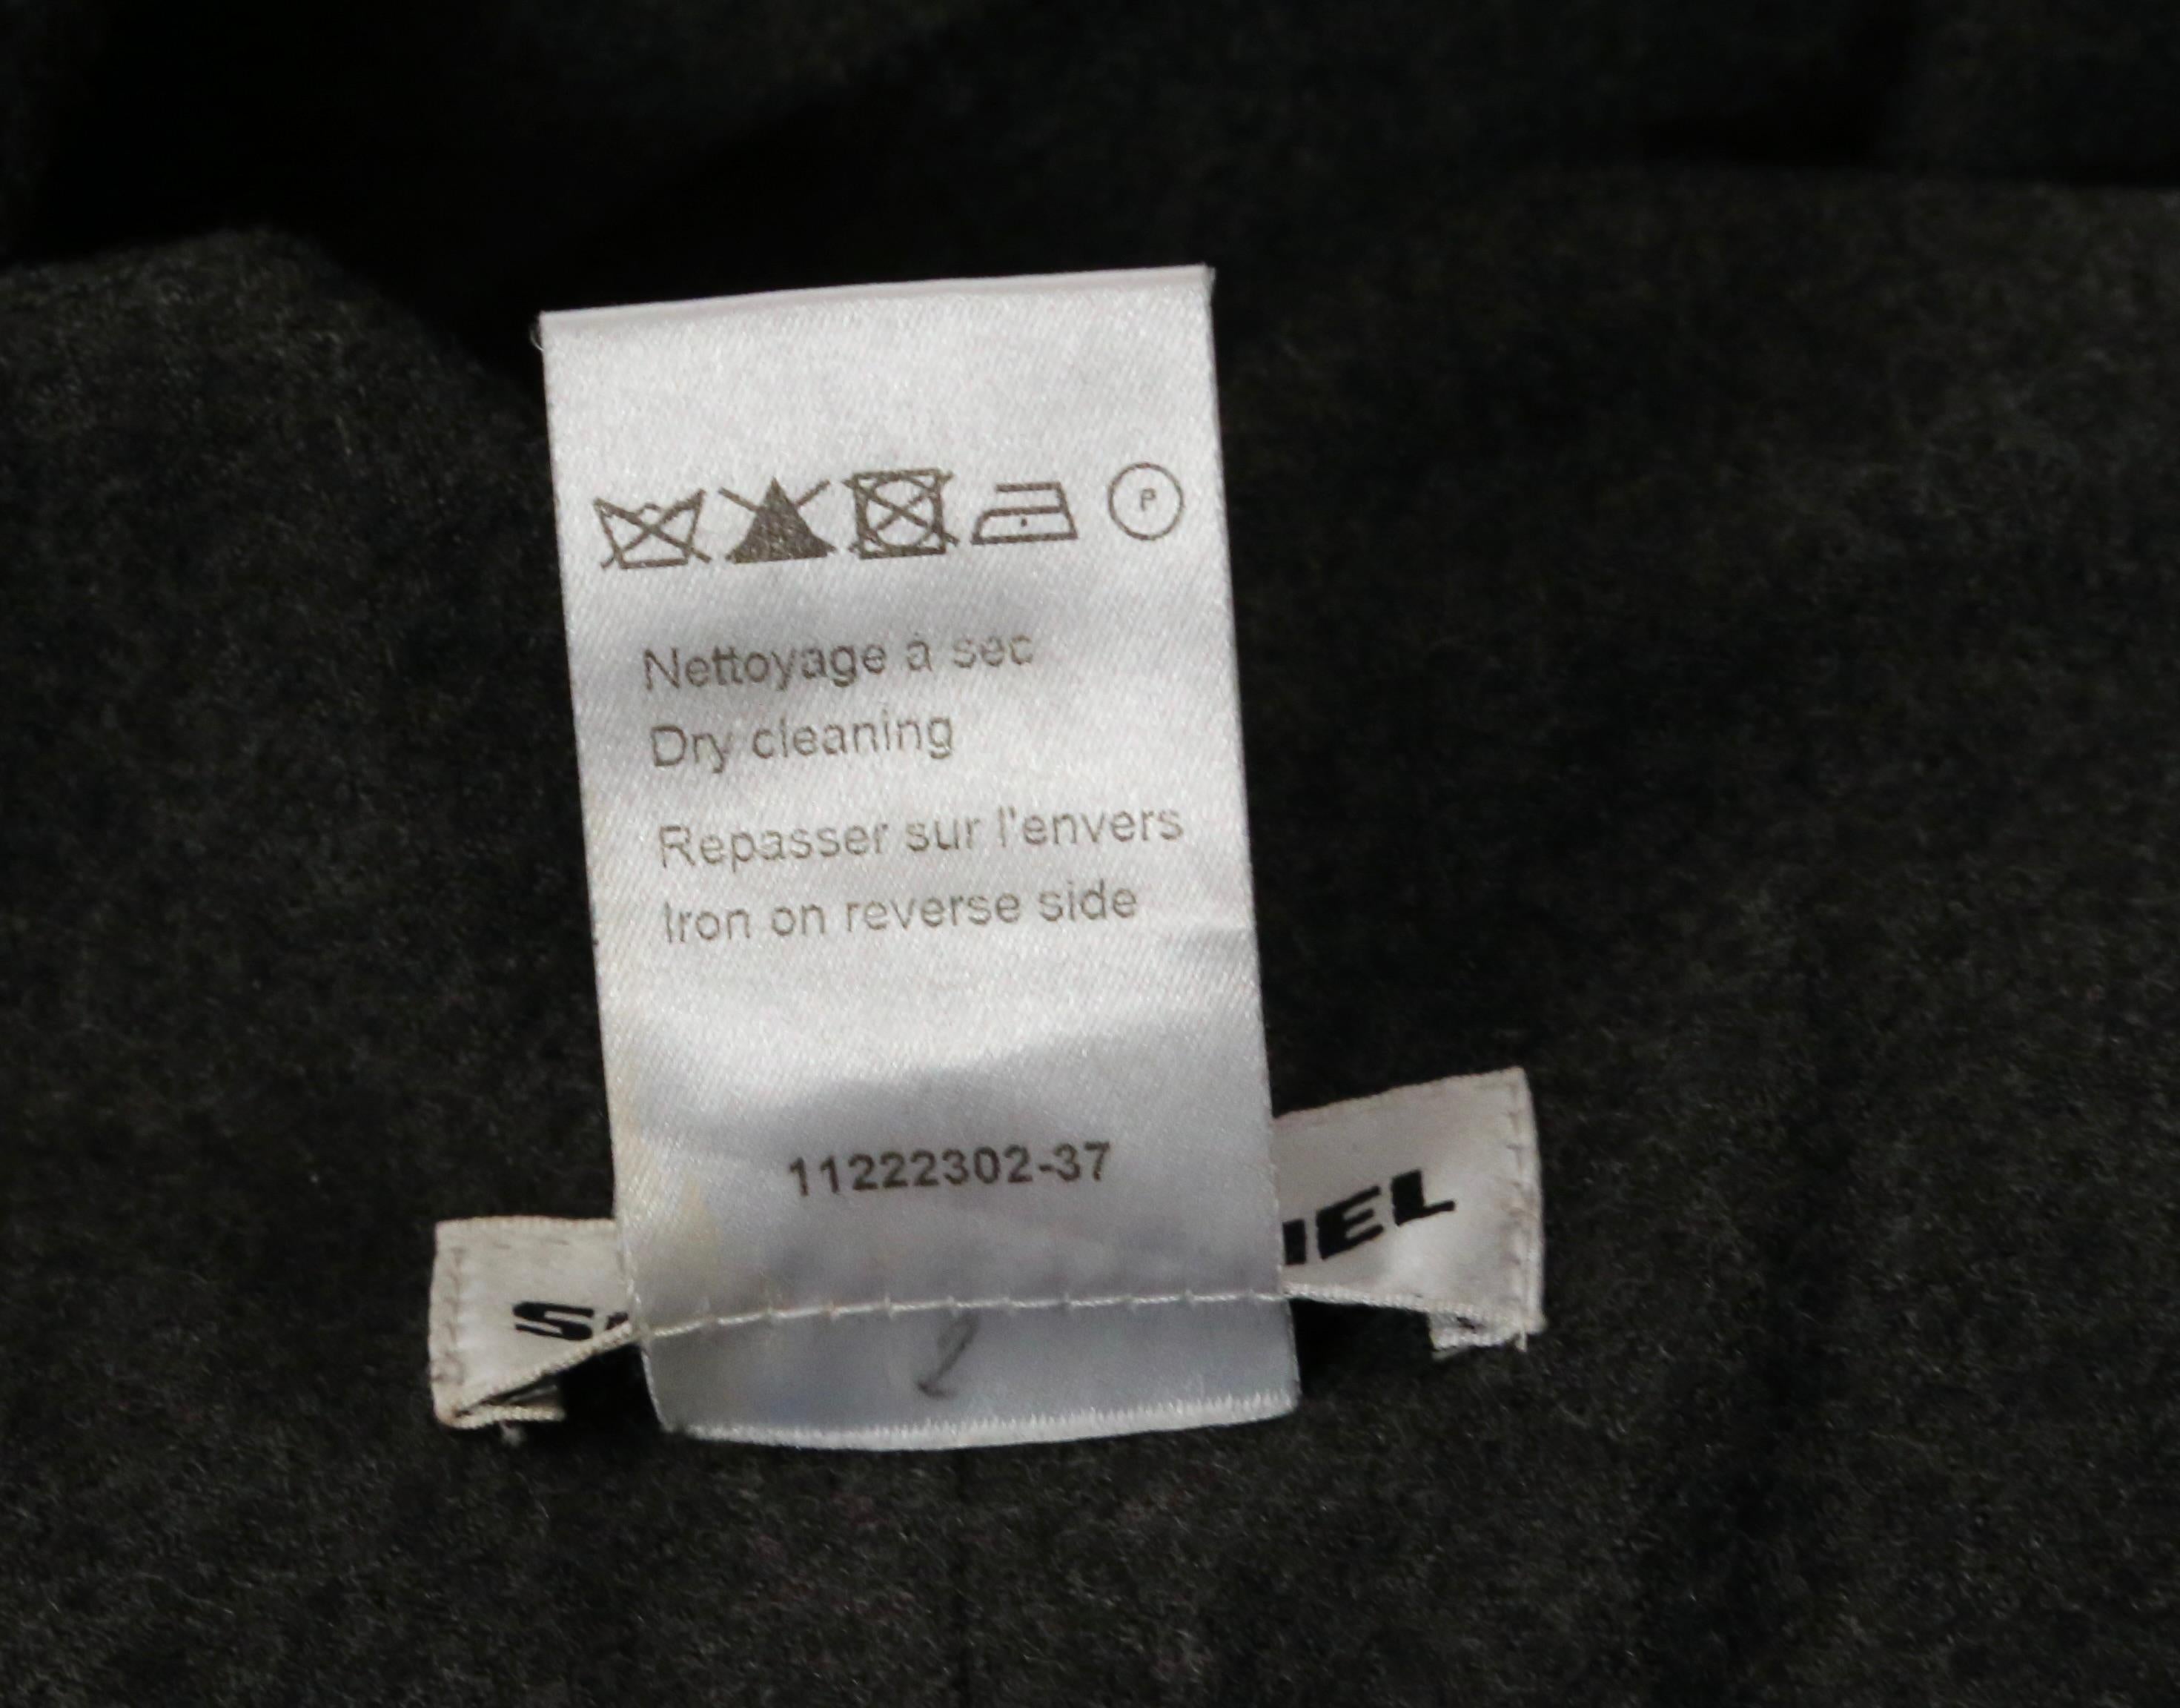 P
Nettoyage à sec
Dry cleaning
Repasser sur l'envers
Iron on reverse side
11222302-37